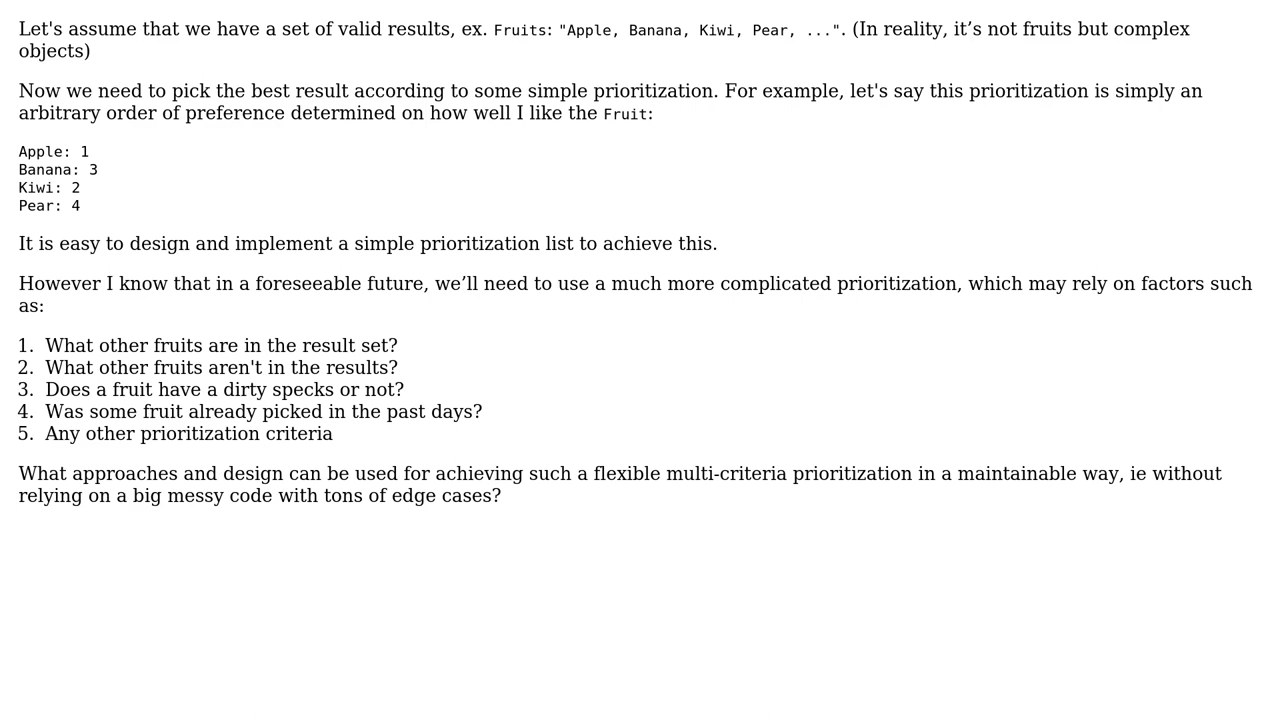 Let's assume that we have a set of valid results, ex. Fruits: "Apple, Banana, Kiwi, Pear, ...". (In reality, it’s not fruits but complex
objects)
Now we need to pick the best result according to some simple prioritization. For example, let's say this prioritization is simply an
arbitrary order of preference determined on how well I like the Fruit:
Apple: 1
Banana: 3
Kiwi: 2
Pear: 4
It is easy to design and implement a simple prioritization list to achieve this.
However I know that in a foreseeable future, we’ll need to use a much more complicated prioritization, which may rely on factors such
as:
1. What other fruits are in the result set?
2. What other fruits aren't in the results?
3. Does a fruit have a dirty specks or not?
4. Was some fruit already picked in the past days?
5. Any other prioritization criteria
What approaches and design can be used for achieving such a flexible multi-criteria prioritization in a maintainable way, ie without
relying on a big messy code with tons of edge cases?